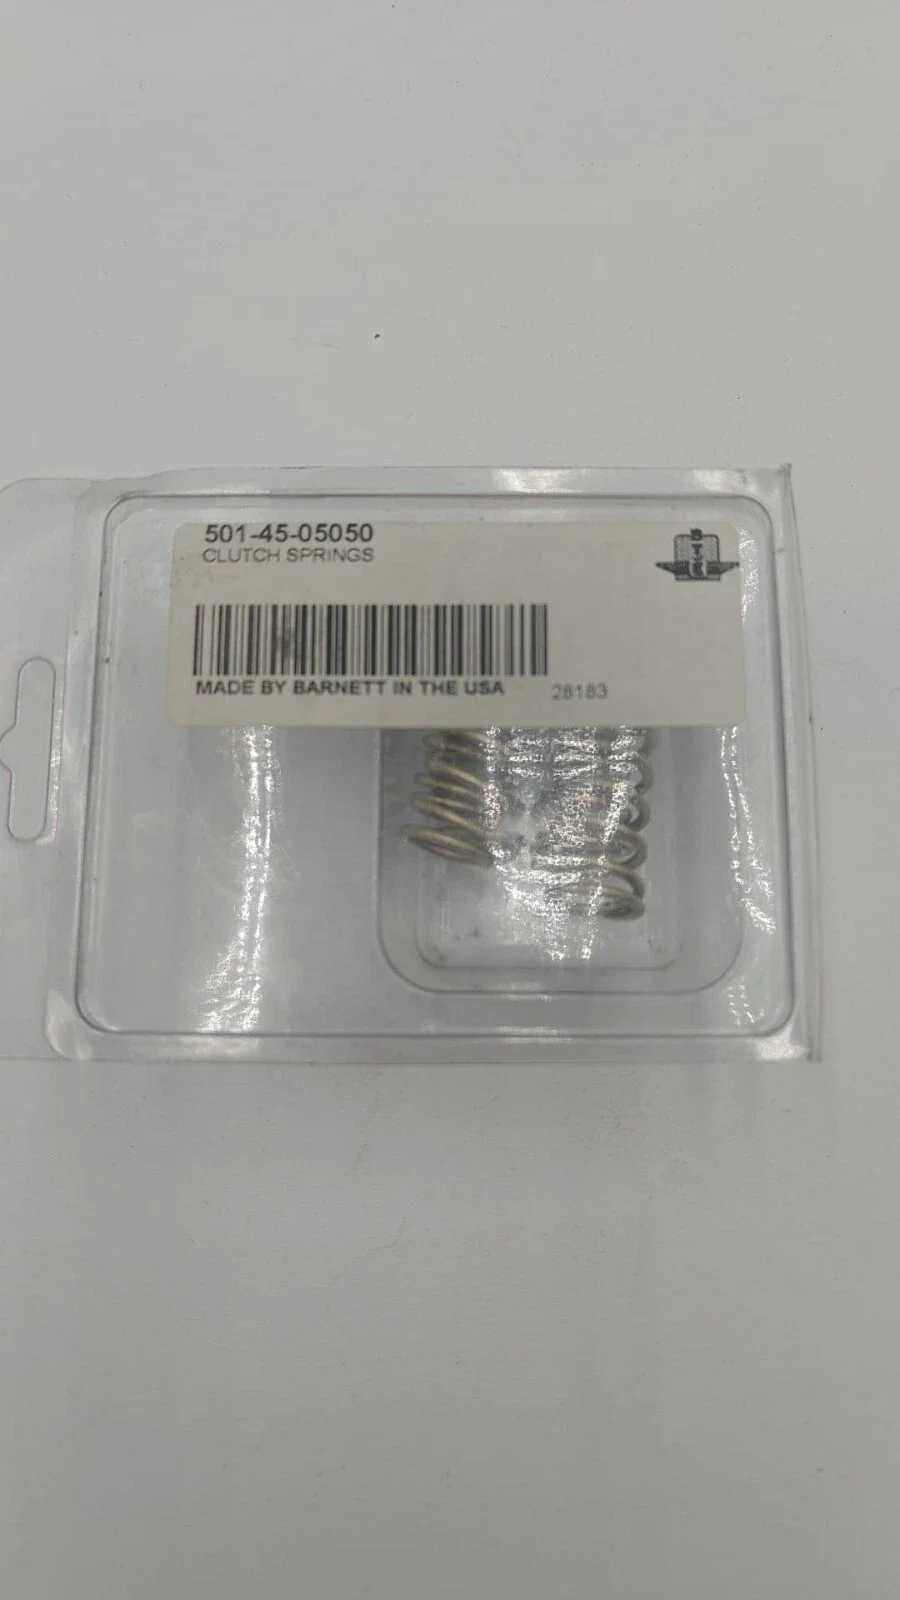 501-45-05050
CLUTCH SPRINGS
B
T
MADE BY BARNETT IN THE USA
28183